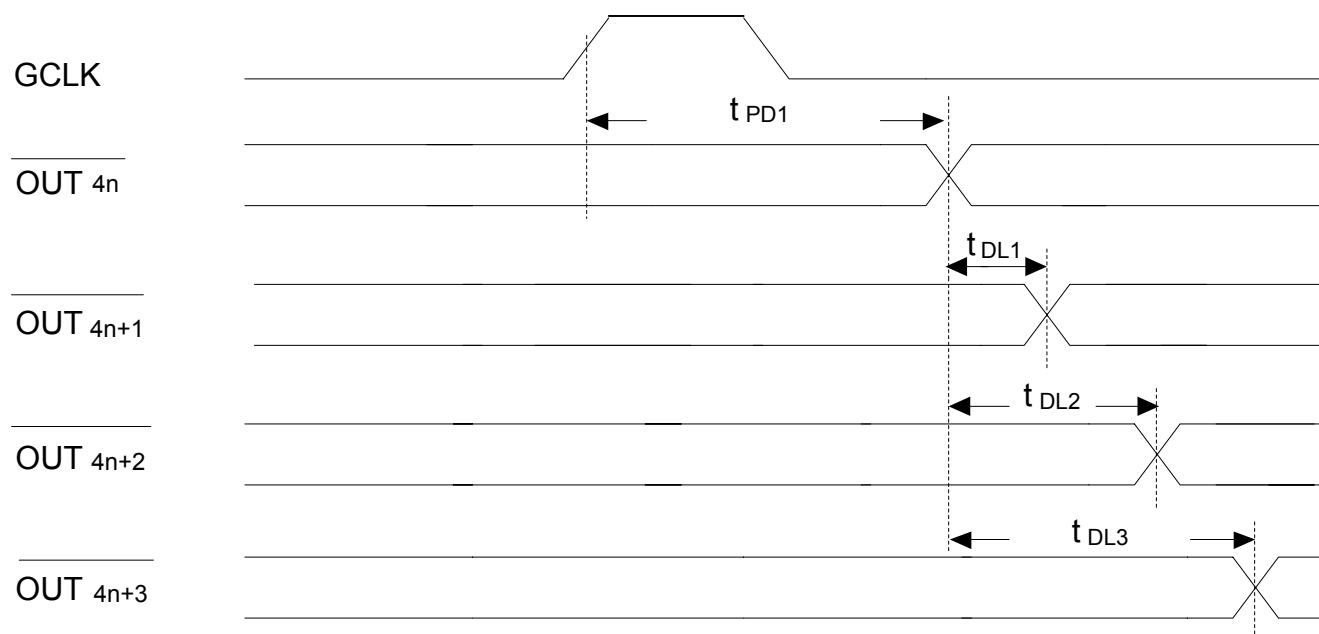 GCLK
t PD1
OUT 4n
t DL1
OUT 4n+1
t DL2
OUT 4n+2
t DL3
OUT 4n+3